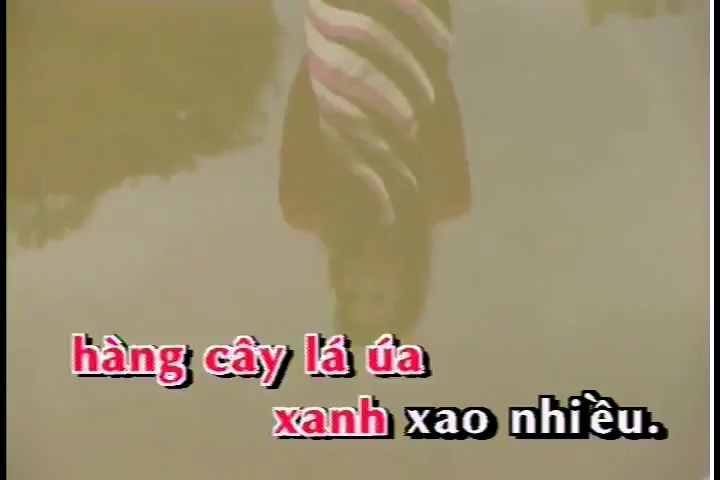 hàng cây lá úa
xanh xao nhiều.